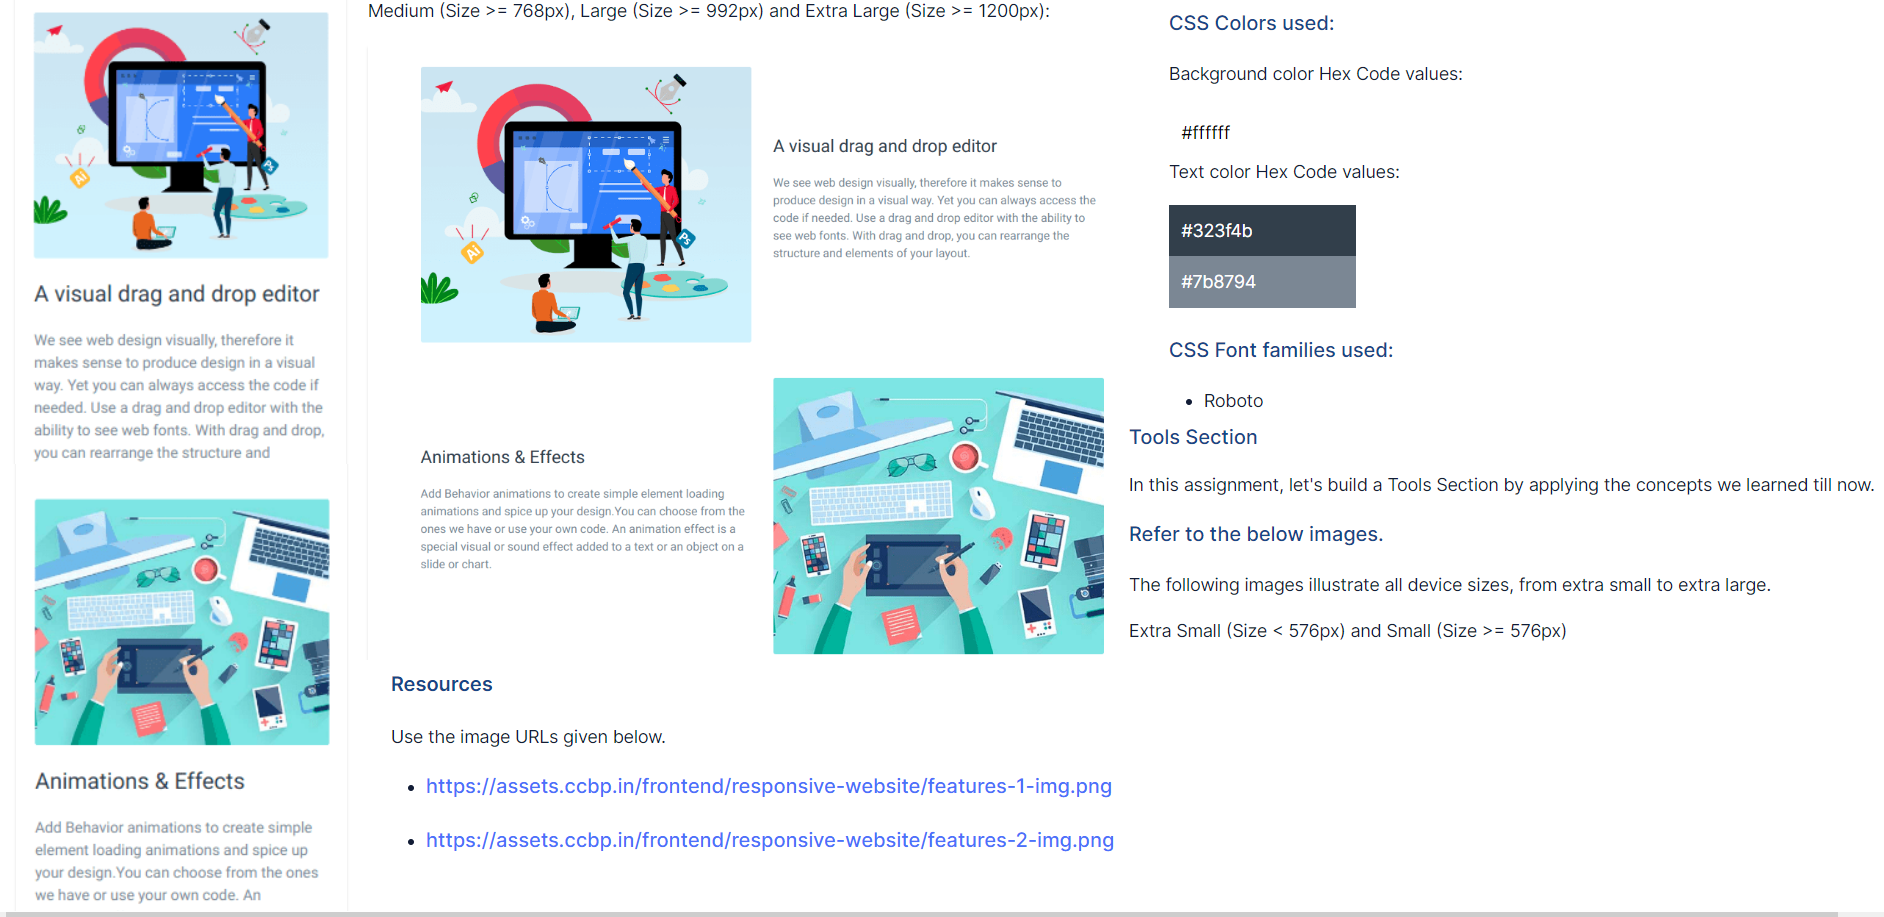 A visual drag and drop editor
We see web design visually, therefore it
makes sense to produce design in a visual
way. Yet you can always access the code if
needed. Use a drag and drop editor with the
ability to see web fonts. With drag and drop,
you can rearrange the structure and
Animations & Effects
Add Behavior animations to create simple
element loading animations and spice up
your design.You can choose from the ones
we have or use your own code. An
Medium (Size >= 768px), Large (Size >= 992px) and Extra Large (Size >= 1200px):
A visual drag and drop editor
We see web design visually, therefore it makes sense to
produce design in a visual way. Yet you can always access the
code if needed. Use a drag and drop editor with the ability to
see web fonts. With drag and drop, you can rearrange the
structure and elements of your layout.
Animations & Effects
Add Behavior animations to create simple element loading
animations and spice up your design.You can choose from the
ones we have or use your own code. An animation effect is a
special visual or sound effect added to a text or an object on a
slide or chart.
Ai
Ps
Ai
Ps
Resources
Use the image URLs given below.
https://assets.ccbp.in/frontend/responsive-website/features-1-img.png
https://assets.ccbp.in/frontend/responsive-website/features-2-img.png
CSS Colors used:
Background color Hex Code values:
#ffffff
Text color Hex Code values:
#323f4b
#7b8794
CSS Font families used:
Roboto
Tools Section
In this assignment, let's build a Tools Section by applying the concepts we learned till now.
Refer to the below images.
The following images illustrate all device sizes, from extra small to extra large.
Extra Small (Size < 576px) and Small (Size >= 576px)